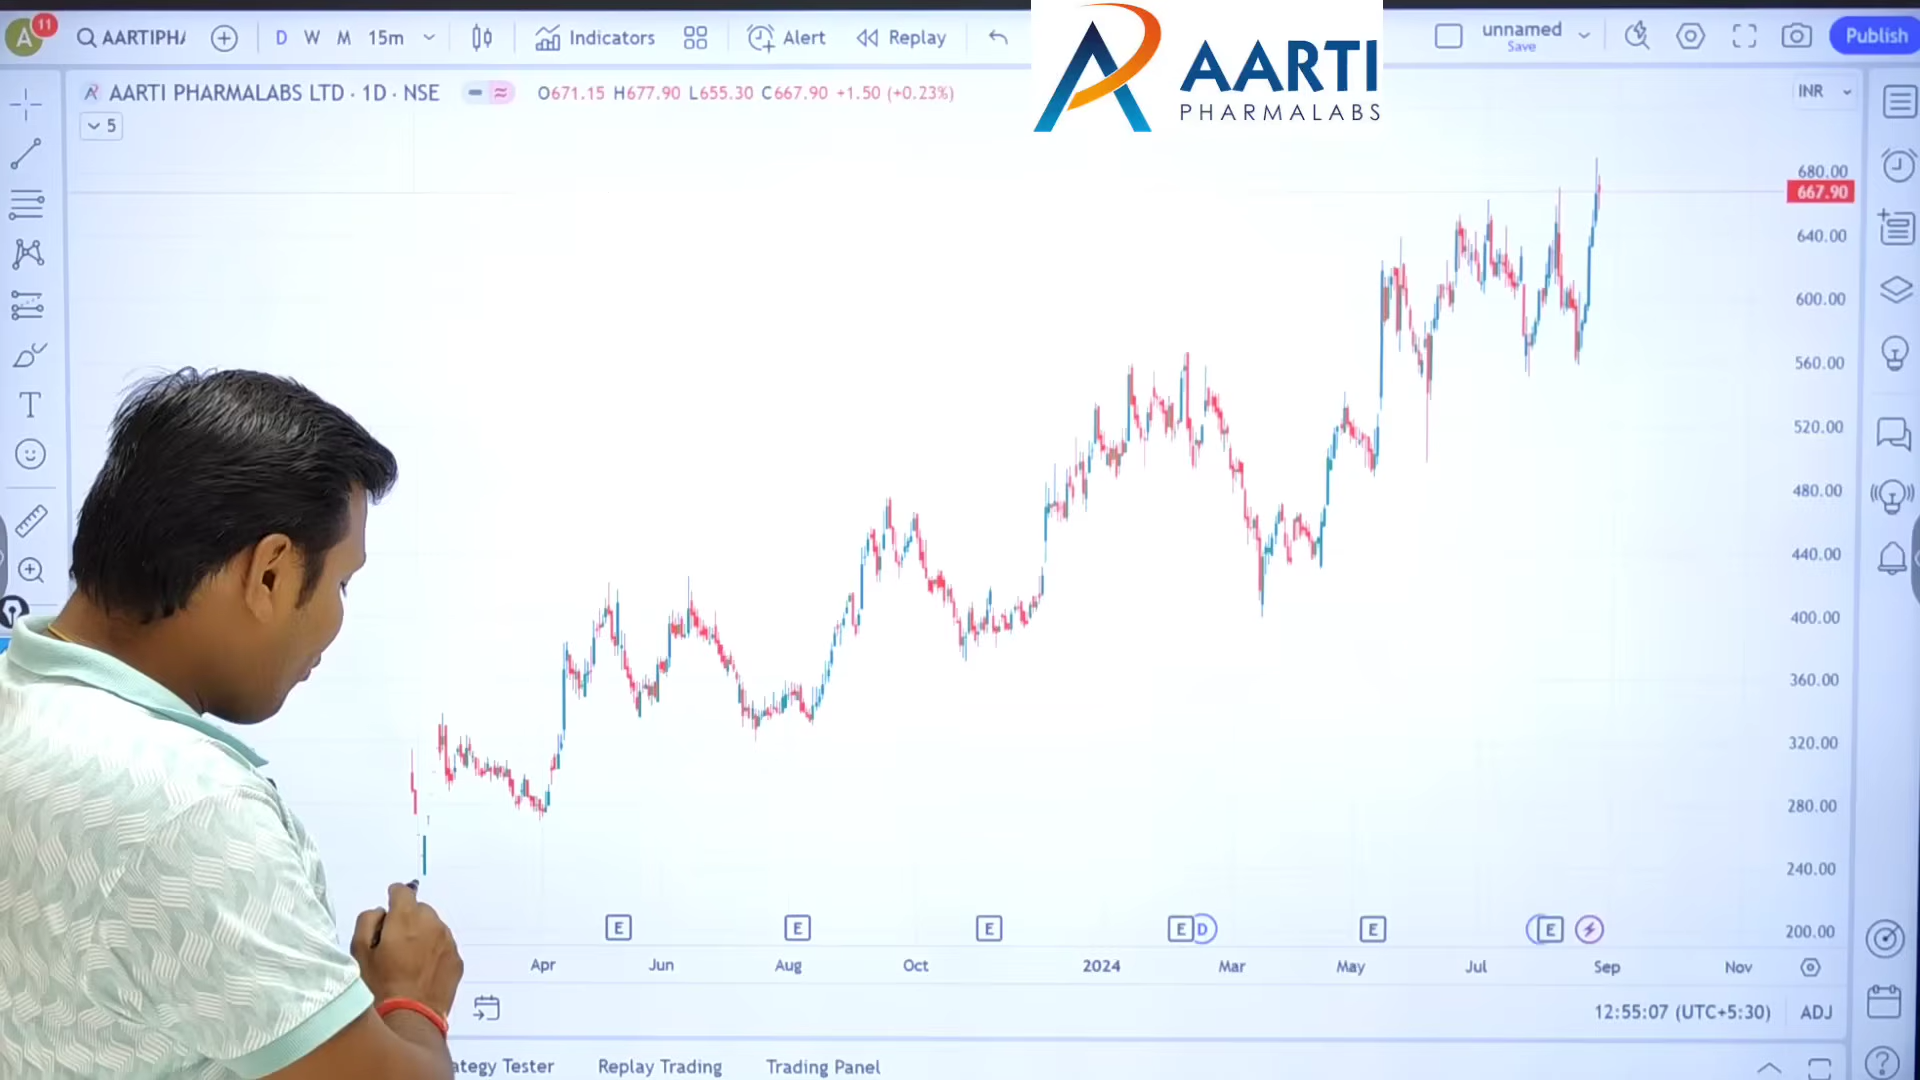 A
11
AARTIPH
D W M 15m
Indicators
Alert
Replay
AARTI
PHARMALABS
unnamed
Save
Publish
AARTI PHARMALABS LTD · 1D · NSE
O671.15 H677.90 L655.30 C667.90 +1.50 (+0.23%)
5
INR
680.00
667.90
640.00
600.00
560.00
520.00
480.00
440.00
400.00
360.00
320.00
280.00
240.00
200.00
E E E E D E E
Apr Jun Aug Oct 2024 Mar May Jul Sep Nov
12:55:07 (UTC+5:30) ADJ
ategy Tester Replay Trading Trading Panel